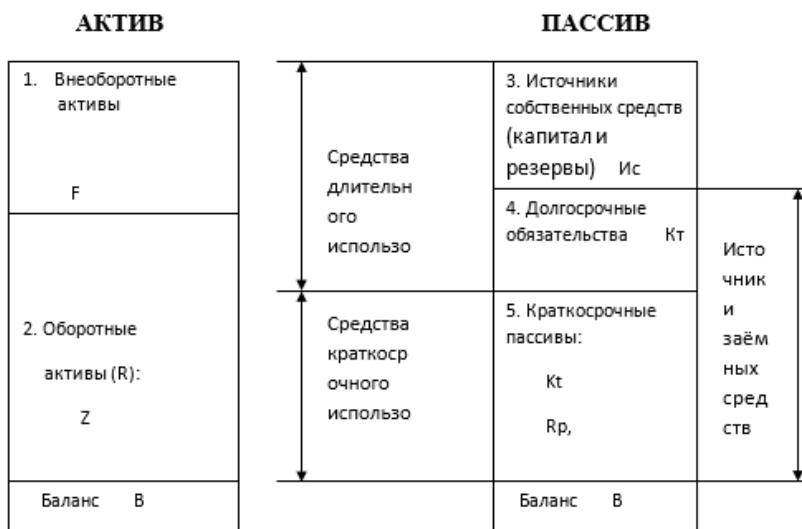 АКТИВ
1. Внеоборотные
активы
F
2. Оборотные
активы (R):
Z
Баланс B
ПАССИВ
Средства
длительн
ого
использо
Средства
краткоср
очного
использо
3. Источники
собственных средств
(капитал и
резервы) Ис
4. Долгосрочные
обязательства Кт
5. Краткосрочные
пассивы:
Kt
Rp,
Баланс B
Исто
чник
и
заём
ных
сред
ств